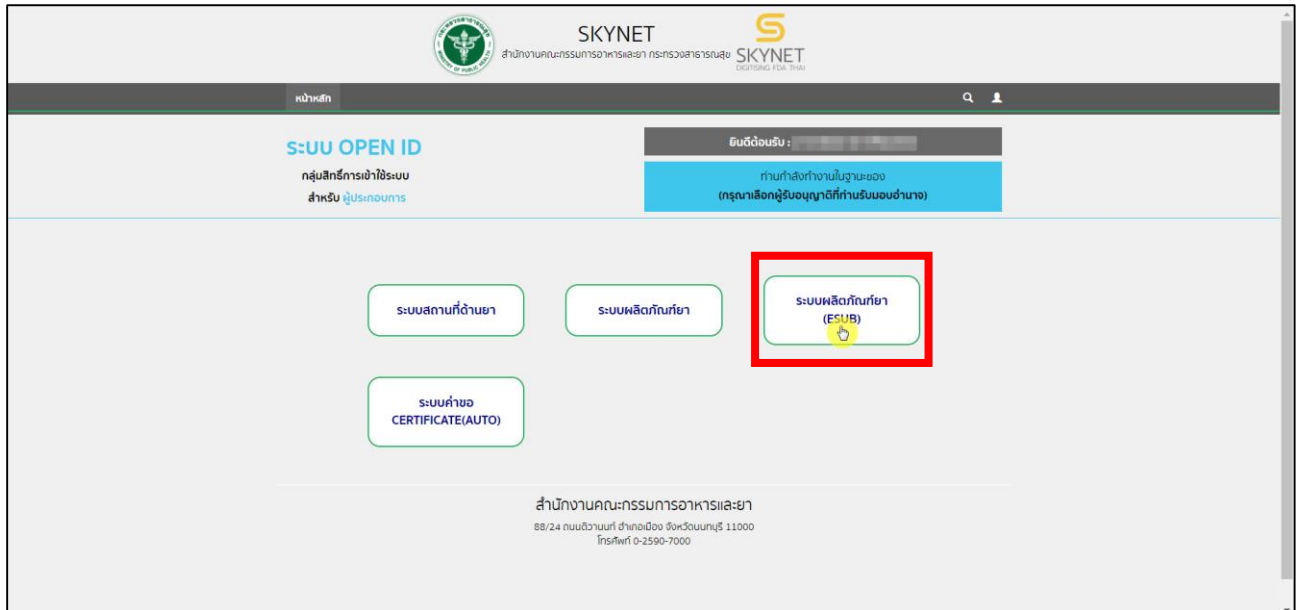 SKYNET
สำนักงานคณะกรรมการอาหารและยา กระทรวงสาธารณสุข
SKYNET
DIGITISING FDA THAI
หน้าหลัก
ระบบ OPEN ID
กลุ่มสิทธิ์การเข้าใช้ระบบ
สำหรับ ผู้ประกอบการ
ยินดีต้อนรับ :
ท่านกำลังทำงานในฐานะของ
(กรุณาเลือกผู้รับอนุญาติที่ท่านรับมอบอำนาจ)
ระบบสถานที่ด้านยา
ระบบผลิตภัณฑ์ยา
ระบบผลิตภัณฑ์ยา
(ESUB)
ระบบคำขอ
CERTIFICATE(AUTO)
สำนักงานคณะกรรมการอาหารและยา
88/24 ถนนติวานนท์ อำเภอเมือง จังหวัดนนทบุรี 11000
โทรศัพท์ 0-2590-7000